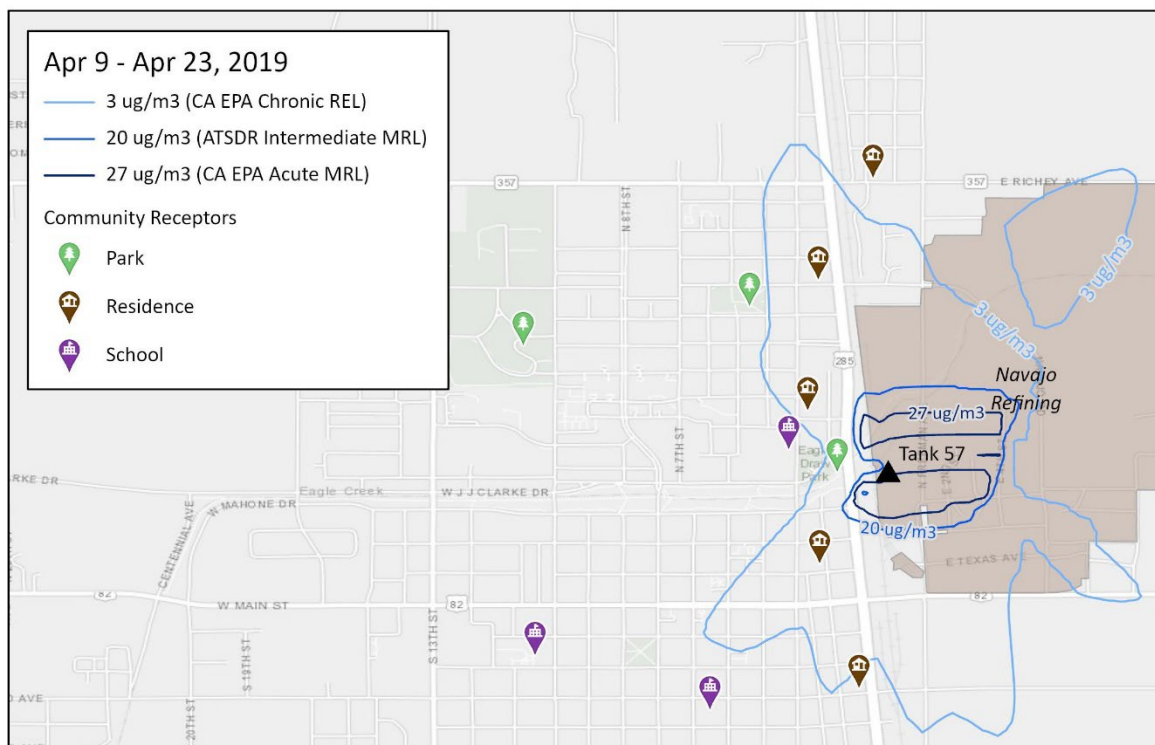 Apr 9 - Apr 23, 2019
3 ug/m3 (CA EPA Chronic REL)
20 ug/m3 (ATSDR Intermediate MRL)
27 ug/m3 (CA EPA Acute MRL)
Community Receptors
Park
Residence
School
357
357
E RICHEY AVE
N 8TH ST
3 ug/m3
3 ug/m3
285
Navajo
Refining
27 ug/m3
Tank 57
N 7TH ST
Eagle
Draw
Park
CLARKE DR
Eagle Creek
W J J CLARKE DR
W MAHONE DR
CENTENNIAL AVE
20 ug/m3
E TEXAS AVE
82
W MAIN ST
82
82
S 13TH ST
S 19TH ST
20TH ST
AVE